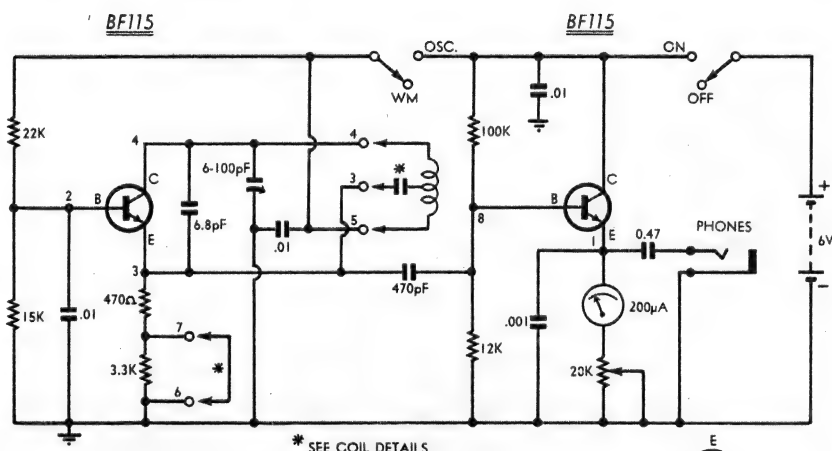 BF115
BF115
OSC.
WM
ON
OFF
.01
22K
100K
4
4
6-100pF
3
*
C
C
2
B
B
8
6.8pF
5
.01
E
E
1
0.47
PHONES
+
6V
-
3
470pF
470Ω
200μA
15K
.01
7
.001
3.3K
*
12K
20K
6
* SEE COIL DETAILS
E